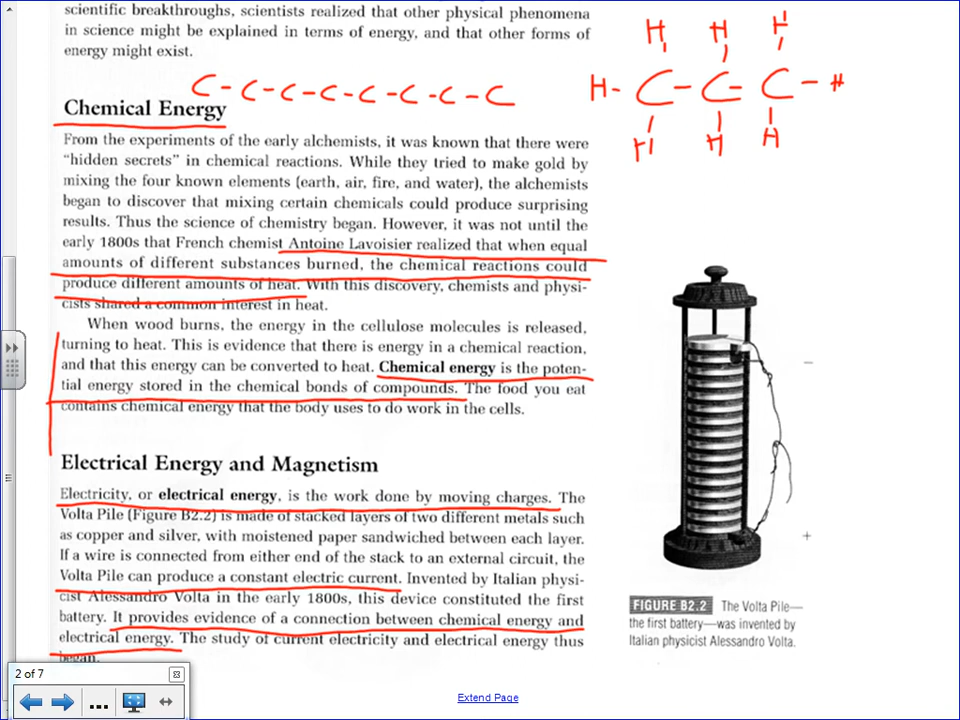 scientific breakthroughs, scientists realized that other physical phenomena
in science might be explained in terms of energy, and that other forms of
energy might exist.
H H H
C - C - C - C - C - C - C - C
H - C - C = C - H
H H H
Chemical Energy
From the experiments of the early alchemists, it was known that there were
“hidden secrets” in chemical reactions. While they tried to make gold by
mixing the four known elements (earth, air, fire, and water), the alchemists
began to discover that mixing certain chemicals could produce surprising
results. Thus the science of chemistry began. However, it was not until the
early 1800s that French chemist Antoine Lavoisier realized that when equal
amounts of different substances burned, the chemical reactions could
produce different amounts of heat. With this discovery, chemists and physi-
cists shared a common interest in heat.
When wood burns, the energy in the cellulose molecules is released,
turning to heat. This is evidence that there is energy in a chemical reaction,
and that this energy can be converted to heat. Chemical energy is the poten-
tial energy stored in the chemical bonds of compounds. The food you eat
contains chemical energy that the body uses to do work in the cells.
Electrical Energy and Magnetism
Electricity, or electrical energy, is the work done by moving charges. The
Volta Pile (Figure B2.2) is made of stacked layers of two different metals such
as copper and silver, with moistened paper sandwiched between each layer.
If a wire is connected from either end of the stack to an external circuit, the
Volta Pile can produce a constant electric current. Invented by Italian physi-
cist Alessandro Volta in the early 1800s, this device constituted the first
battery. It provides evidence of a connection between chemical energy and
electrical energy. The study of current electricity and electrical energy thus
began.
−
+
FIGURE B2.2 The Volta Pile—
the first battery—was invented by
Italian physicist Alessandro Volta.
2 of 7
Extend Page